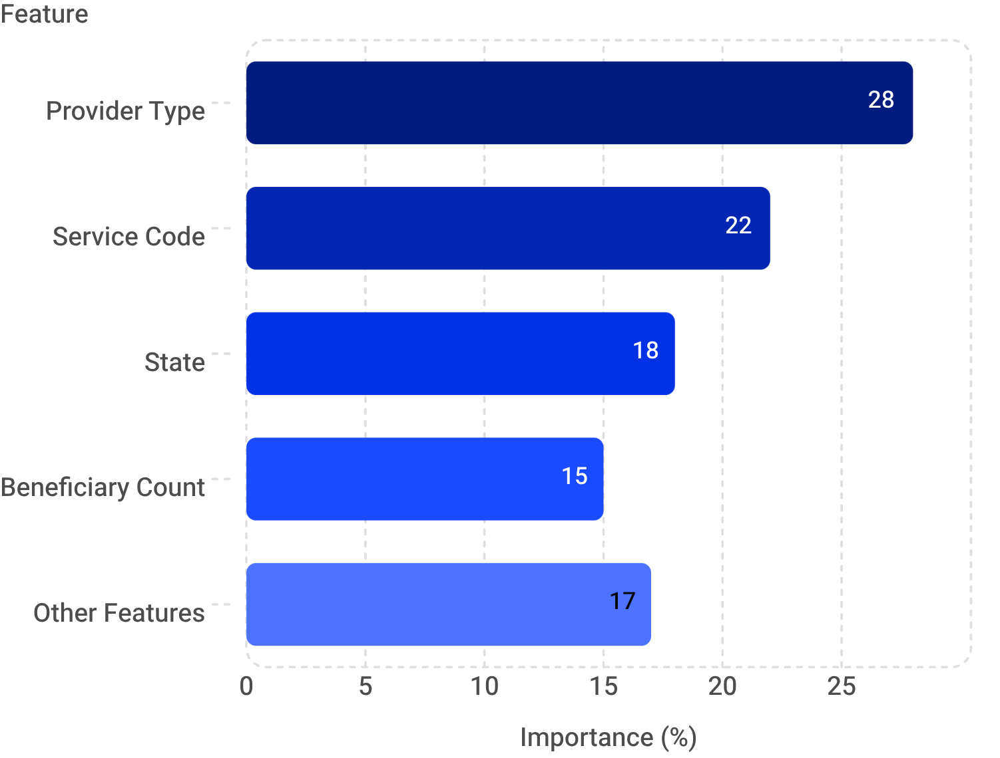 Feature
Provider Type
28
Service Code
22
State
18
Beneficiary Count
15
Other Features
17
0 5 10 15 20 25
Importance (%)